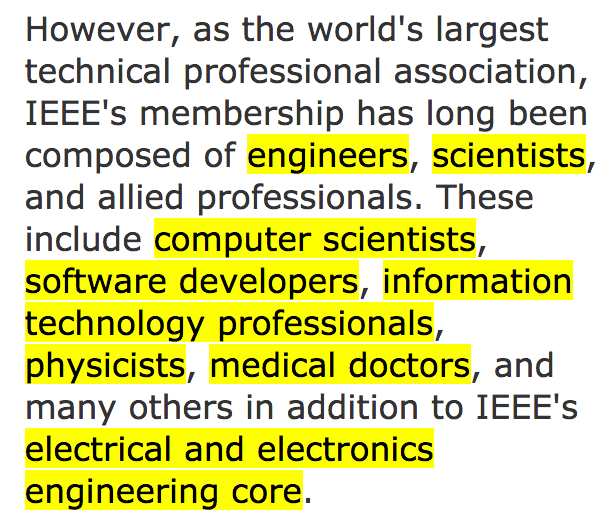 However, as the world's largest
technical professional association,
IEEE's membership has long been
composed of engineers, scientists,
and allied professionals. These
include computer scientists,
software developers, information
technology professionals,
physicists, medical doctors, and
many others in addition to IEEE's
electrical and electronics
engineering core.